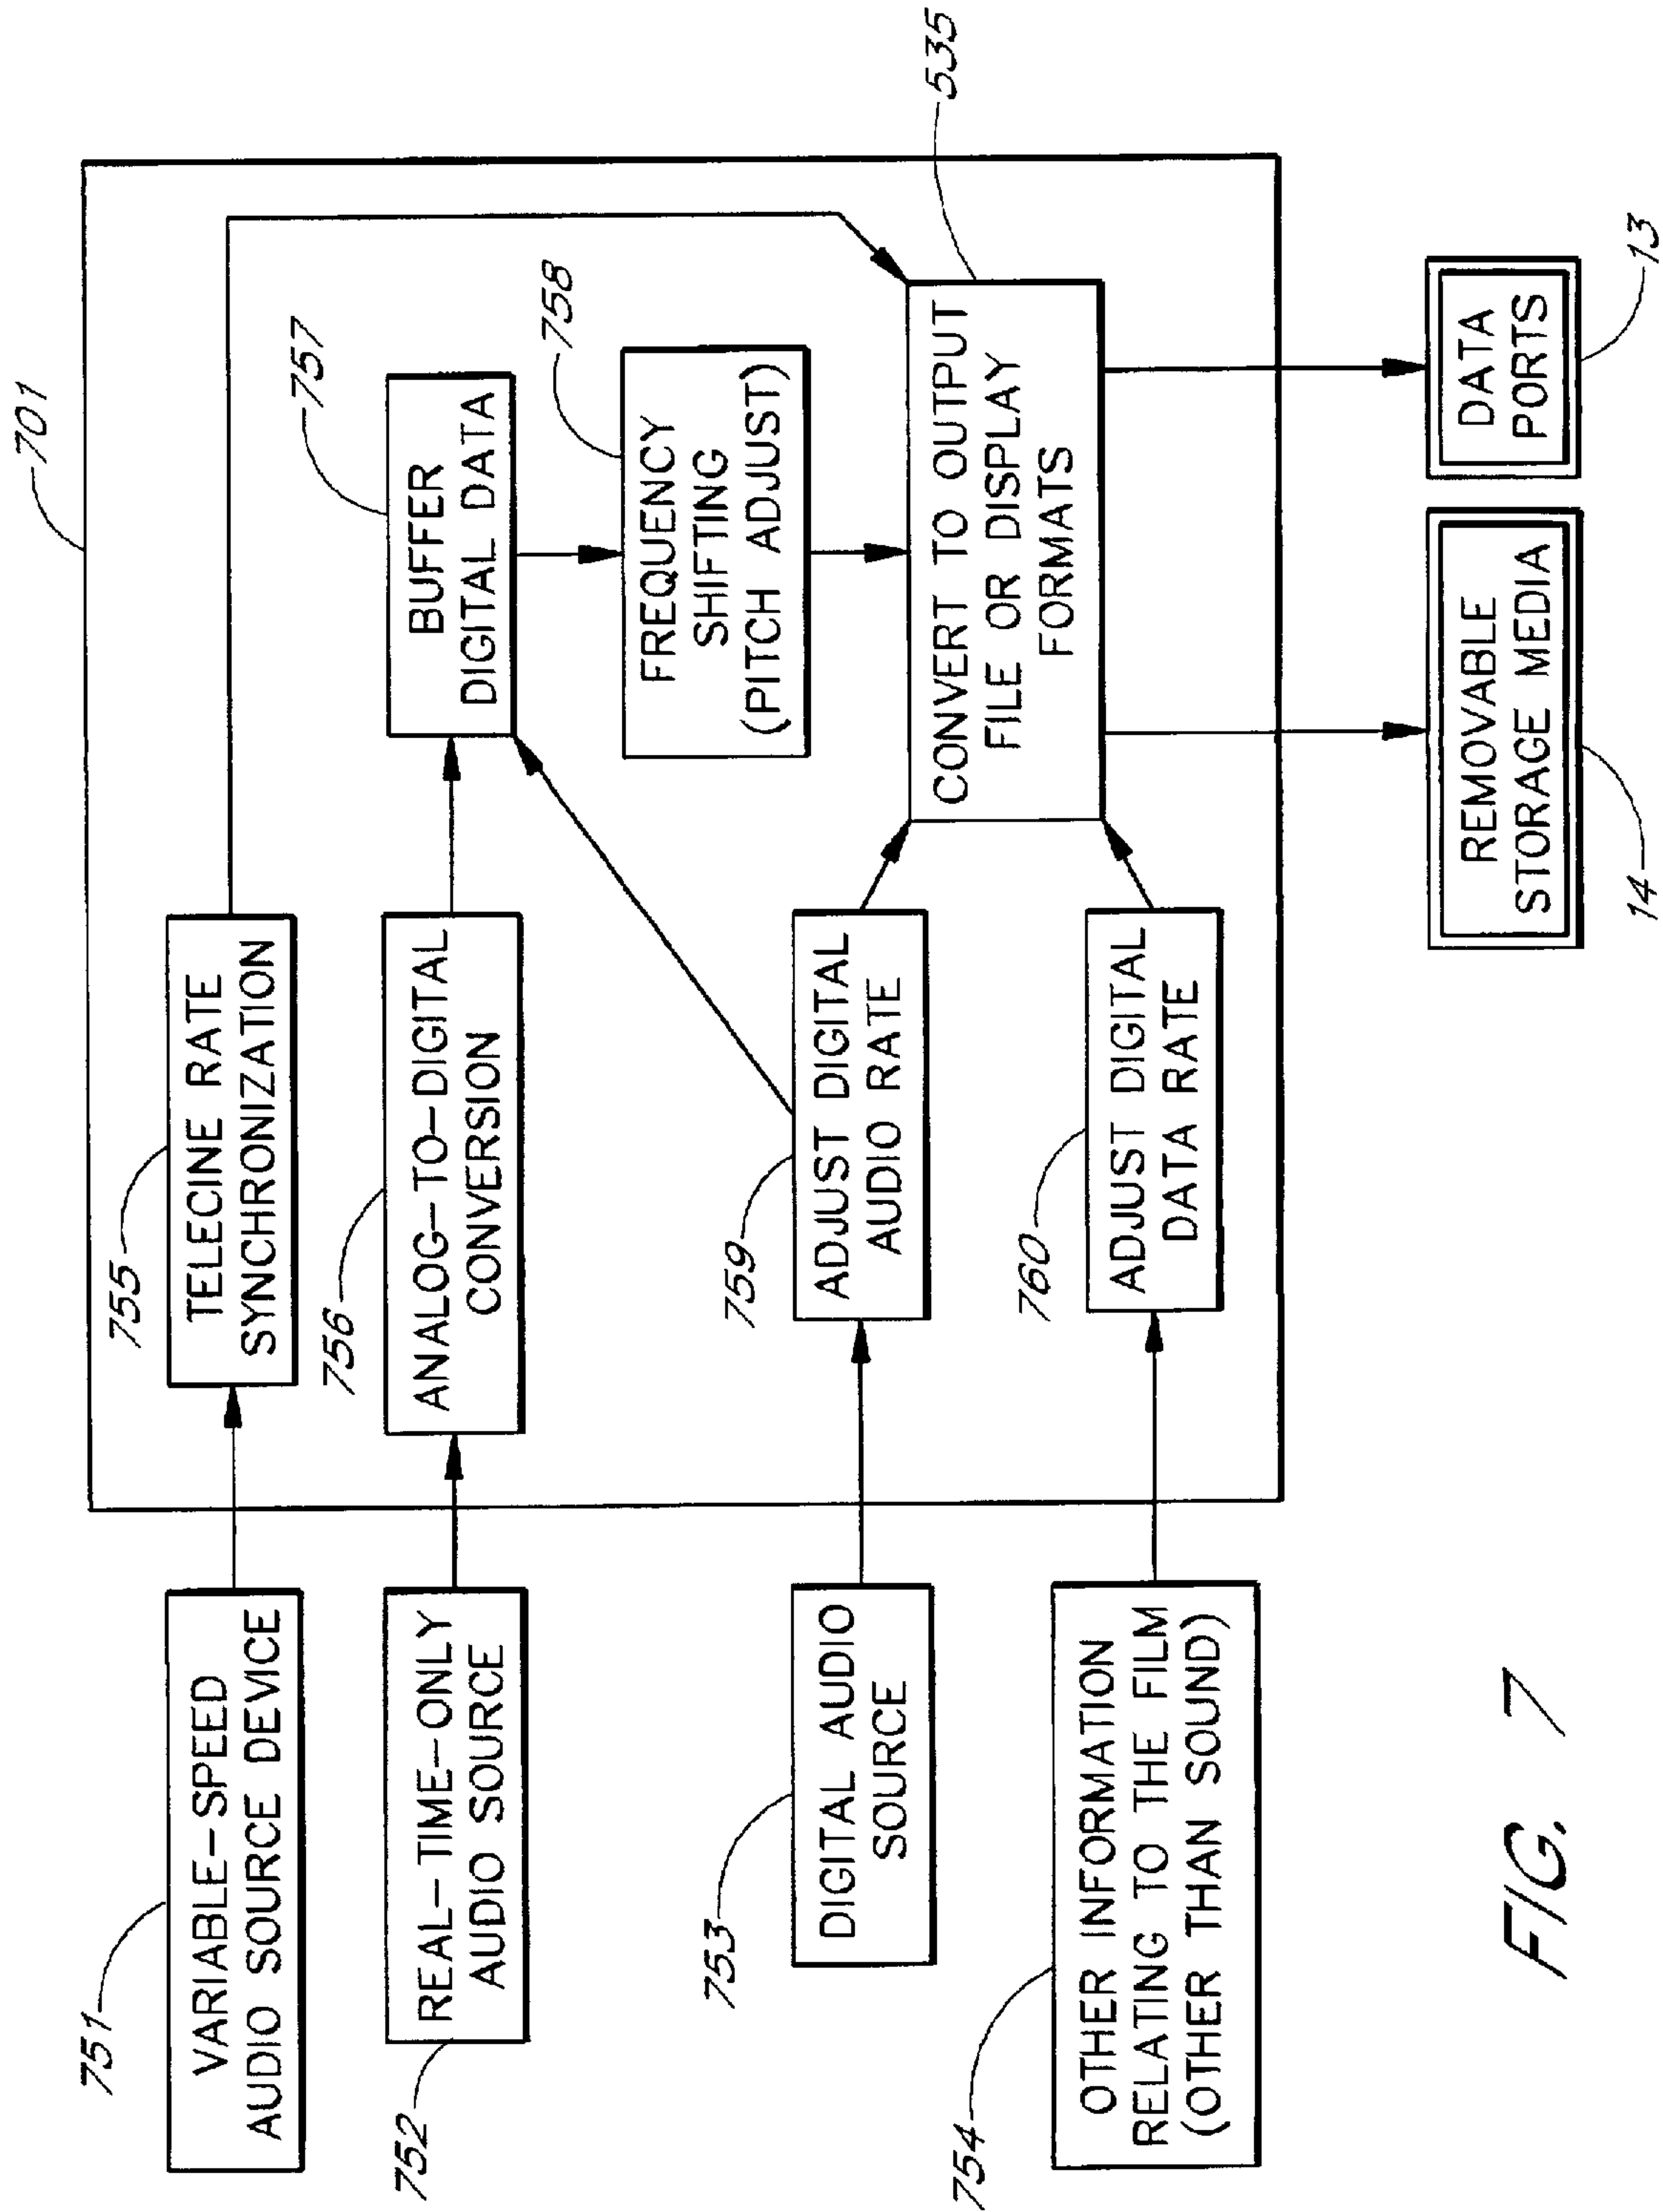 701
751
VARIABLE-SPEED
AUDIO SOURCE DEVICE
755
TELECINE RATE
SYNCHRONIZATION
752
REAL-TIME-ONLY
AUDIO SOURCE
756
ANALOG-TO-DIGITAL
CONVERSION
757
BUFFER
DIGITAL DATA
758
FREQUENCY
SHIFTING
(PITCH ADJUST)
753
DIGITAL AUDIO
SOURCE
759
ADJUST DIGITAL
AUDIO RATE
535
CONVERT TO OUTPUT
FILE OR DISPLAY
FORMATS
754
OTHER INFORMATION
RELATING TO THE FILM
(OTHER THAN SOUND)
760
ADJUST DIGITAL
DATA RATE
REMOVABLE
STORAGE MEDIA
14
DATA
PORTS
13
FIG. 7